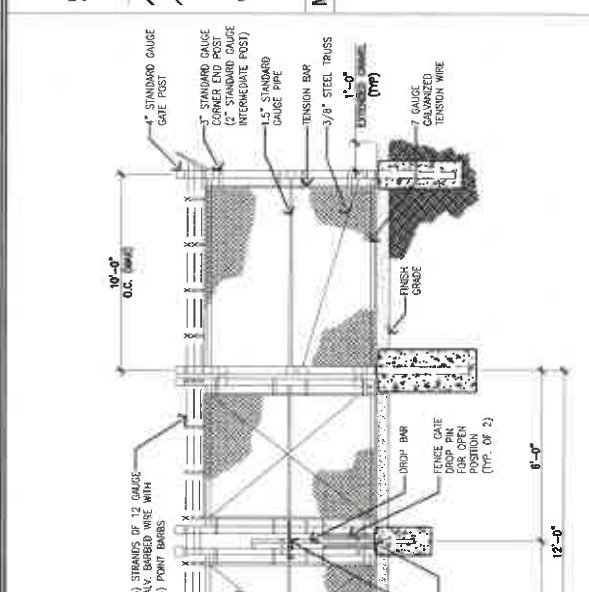 4" STANDARD GAUGE
GATE POST
3" STANDARD GAUGE
CORNER END POST
(2" STANDARD GAUGE
INTERMEDIATE POST)
1.5" STANDARD
GAUGE PIPE
TENSION BAR
3/8" STEEL TRUSS
1'-0"
(TYP)
7 GAUGE
GALVANIZED
TENSION WIRE
10'-0"
O.C.
FINISH
GRADE
) STRANDS OF 12 GAUGE
ALV. BARBED WIRE WITH
) POINT BARBS
DROP BAR
FENCE GATE
DROP PIN
FOR OPEN
POSITION
(TYP. OF 2)
6'-0"
12'-0"